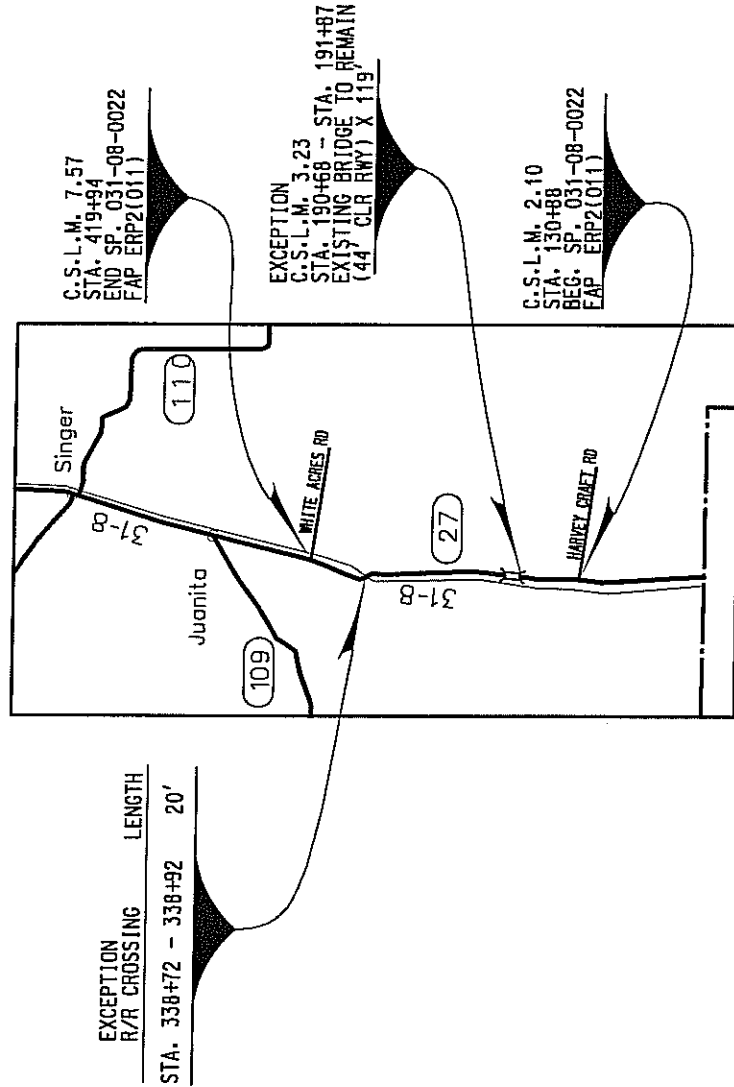 EXCEPTION
R/R CROSSING LENGTH
STA. 338+72 - 338+92 20'
C.S.L.M. 7.57
STA. 419+94
END SP. 031-08-0022
FAP ERP2(011)
EXCEPTION
C.S.L.M. 3.23
STA. 190+68 - STA. 191+87
EXISTING BRIDGE TO REMAIN
(44' CLR RWY) X 119'
C.S.L.M. 2.10
STA. 130+88
BEG. SP. 031-08-0022
FAP ERP2(011)
Singer
110
31-8
Juanita
109
WHITE ACRES RD
27
31-8
HARVEY CRAFT RD